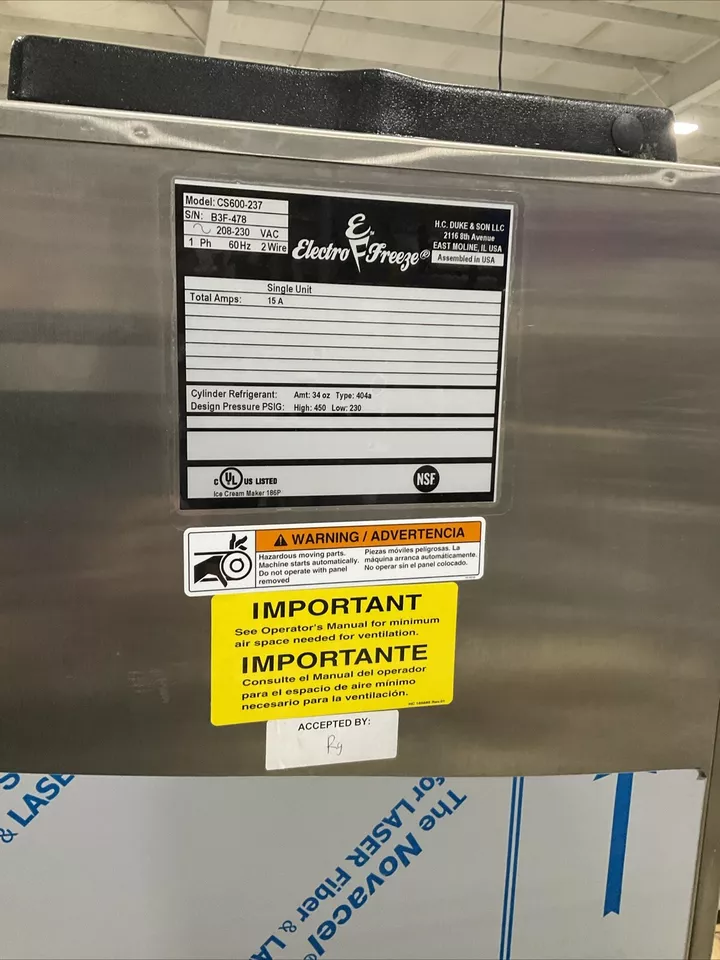 Model: CS600-237
S/N: B3F-478
208-230 VAC
1 Ph 60Hz 2Wire
Electro Freeze®
H.C. DUKE & SON LLC
2116 8th Avenue
EAST MOLINE, IL USA
Assembled in USA
Single Unit
Total Amps: 15 A
Cylinder Refrigerant: Amt: 34 oz Type: 404a
Design Pressure PSIG: High: 450 Low: 230
C UL US LISTED
Ice Cream Maker 186P
NSF
WARNING / ADVERTENCIA
Hazardous moving parts.
Machine starts automatically.
Do not operate with panel
removed
Piezas móviles peligrosas. La
máquina arranca automáticamente.
No operar sin el panel colocado.
IMPORTANT
See Operator's Manual for minimum
air space needed for ventilation.
IMPORTANTE
Consulte el Manual del operador
para el espacio de aire mínimo
necesario para la ventilación.
ACCEPTED BY:
Rg
& LASE
The Novacel®
for LASER Fiber & LA